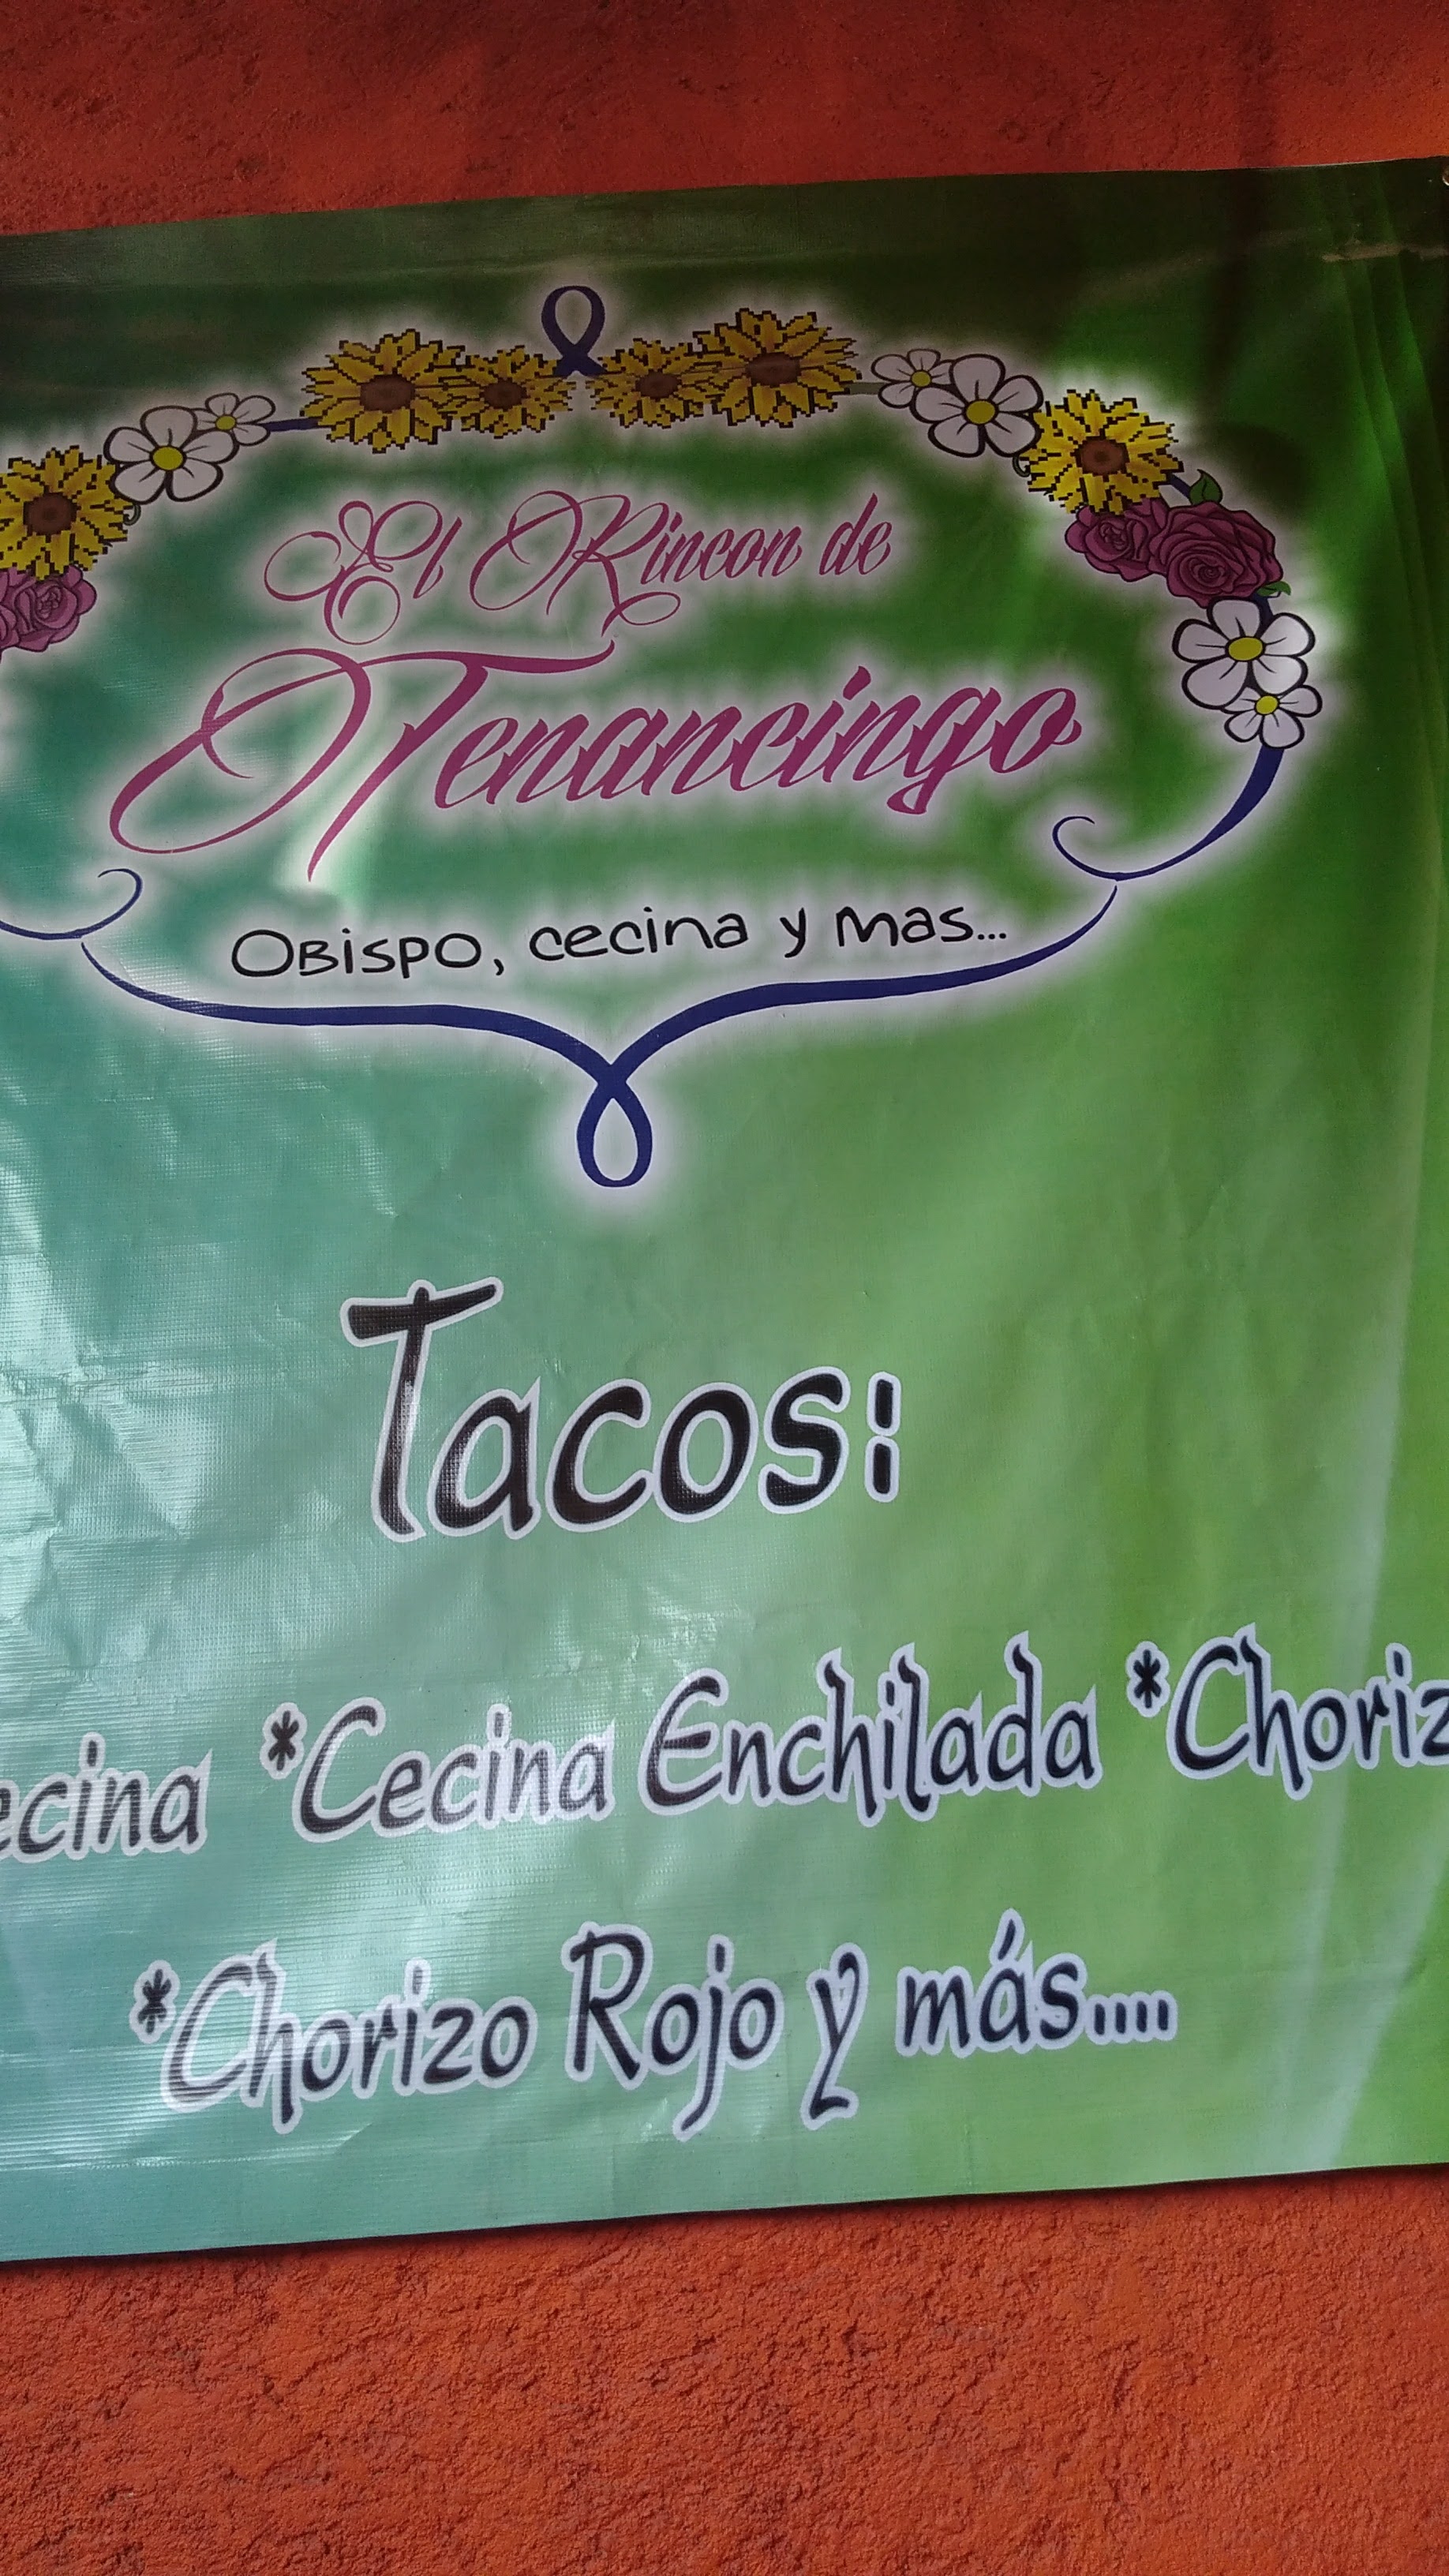 El Rincon de
Tenancingo
Obispo, cecina y mas...
Tacos:
ecina *Cecina Enchilada *Choriz
*Chorizo Rojo y más....